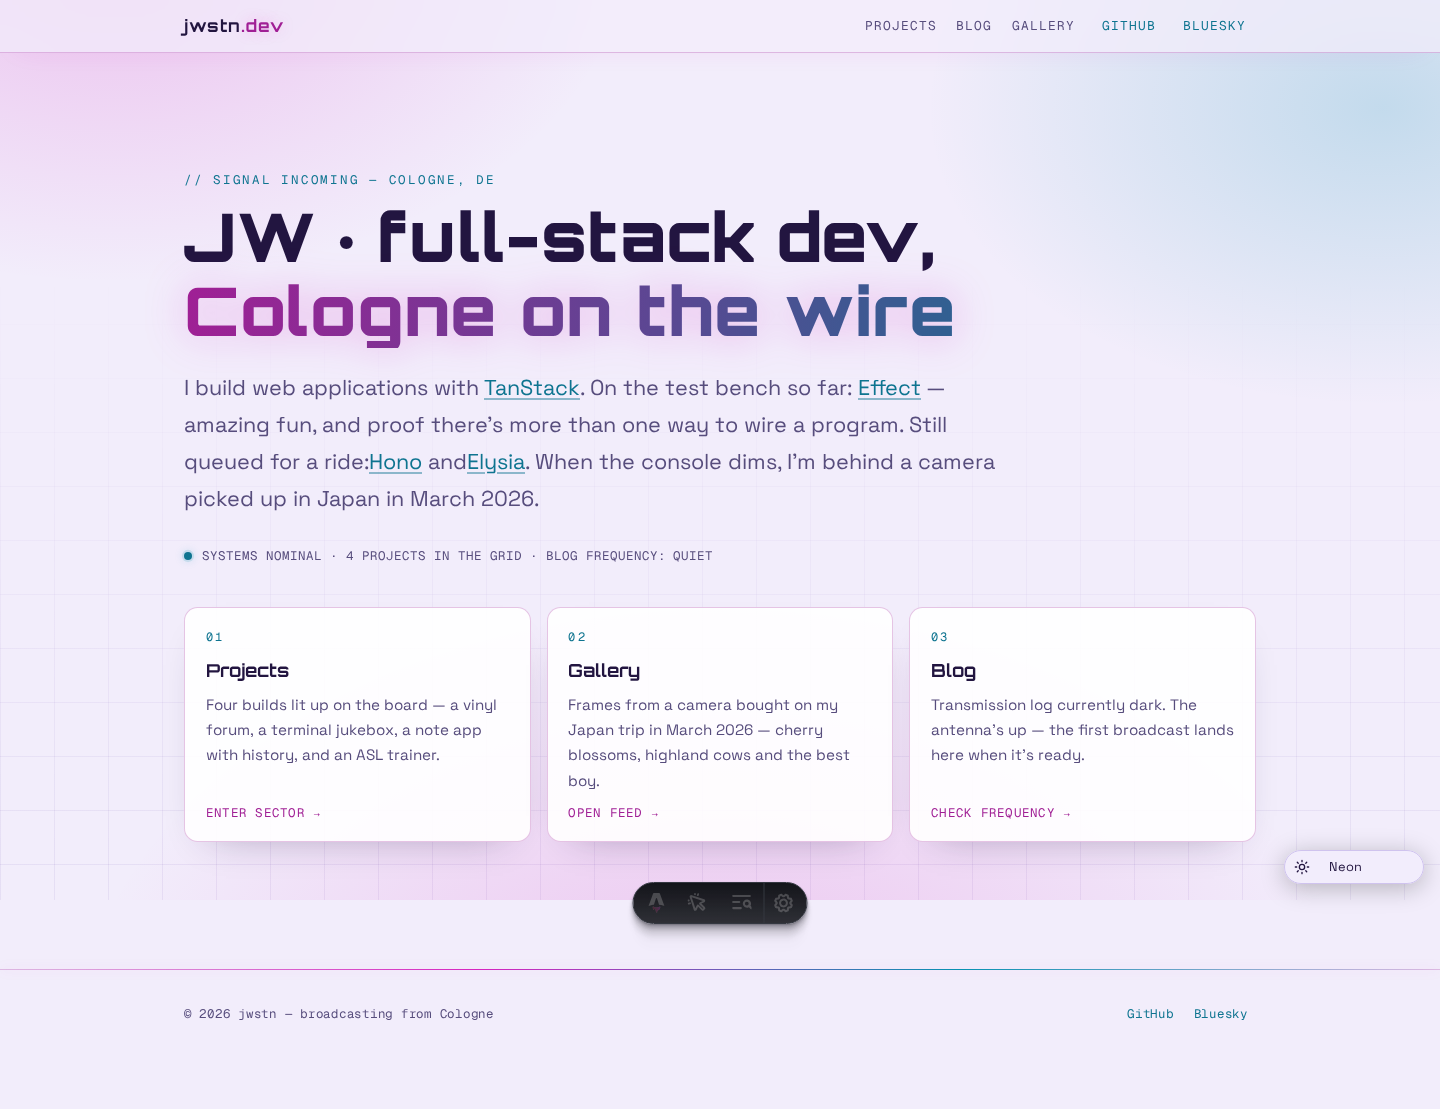 jwstn.dev
PROJECTS BLOG GALLERY GITHUB BLUESKY
// SIGNAL INCOMING — COLOGNE, DE
JW · full-stack dev,
Cologne on the wire
I build web applications with TanStack. On the test bench so far: Effect —
amazing fun, and proof there's more than one way to wire a program. Still
queued for a ride:Hono andElysia. When the console dims, I'm behind a camera
picked up in Japan in March 2026.
SYSTEMS NOMINAL · 4 PROJECTS IN THE GRID · BLOG FREQUENCY: QUIET
01
Projects
Four builds lit up on the board — a vinyl
forum, a terminal jukebox, a note app
with history, and an ASL trainer.
ENTER SECTOR →
02
Gallery
Frames from a camera bought on my
Japan trip in March 2026 — cherry
blossoms, highland cows and the best
boy.
OPEN FEED →
03
Blog
Transmission log currently dark. The
antenna's up — the first broadcast lands
here when it's ready.
CHECK FREQUENCY →
Neon
© 2026 jwstn — broadcasting from Cologne
GitHub Bluesky